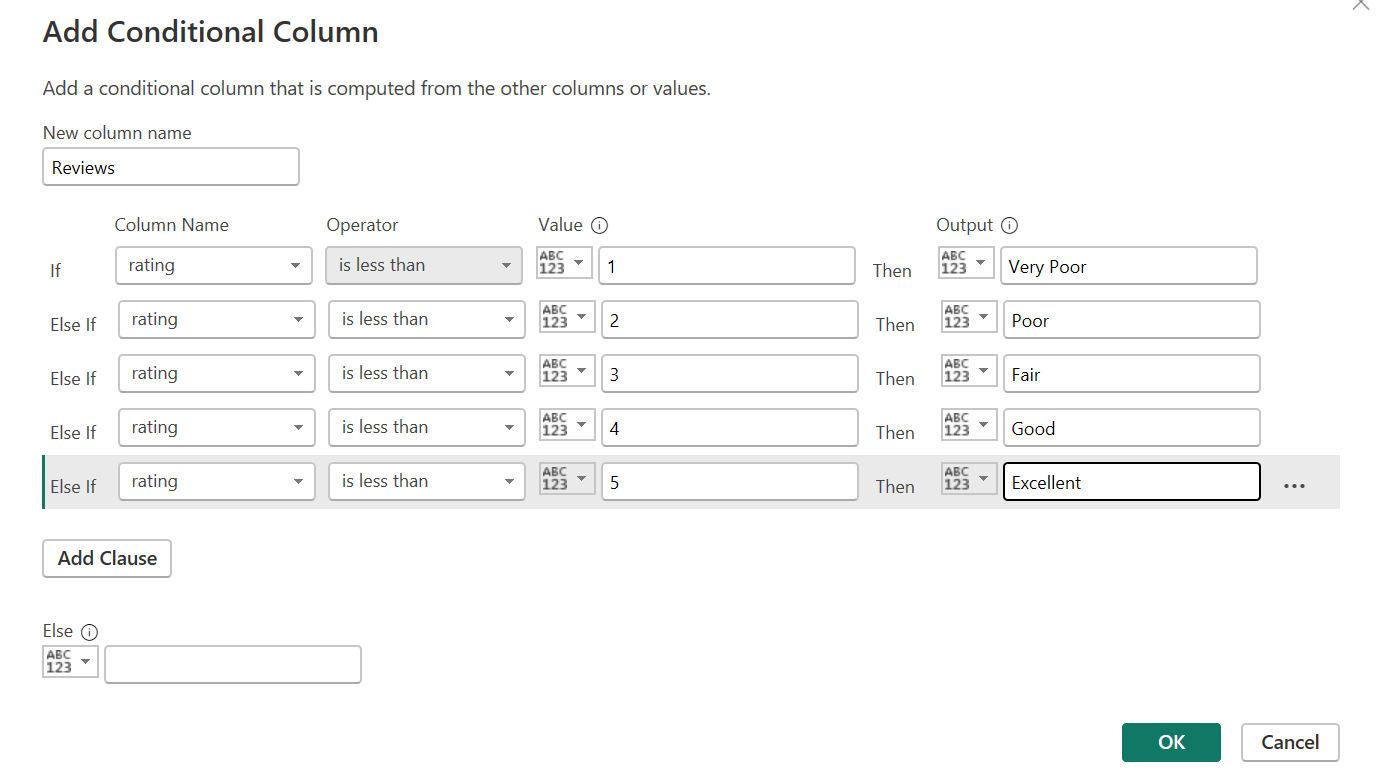 Add Conditional Column
Add a conditional column that is computed from the other columns or values.
New column name
Reviews
Column Name Operator Value Output
If rating is less than ABC 123 1 Then ABC 123 Very Poor
Else If rating is less than ABC 123 2 Then ABC 123 Poor
Else If rating is less than ABC 123 3 Then ABC 123 Fair
Else If rating is less than ABC 123 4 Then ABC 123 Good
Else If rating is less than ABC 123 5 Then ABC 123 Excellent ...
Add Clause
Else
ABC 123
OK Cancel